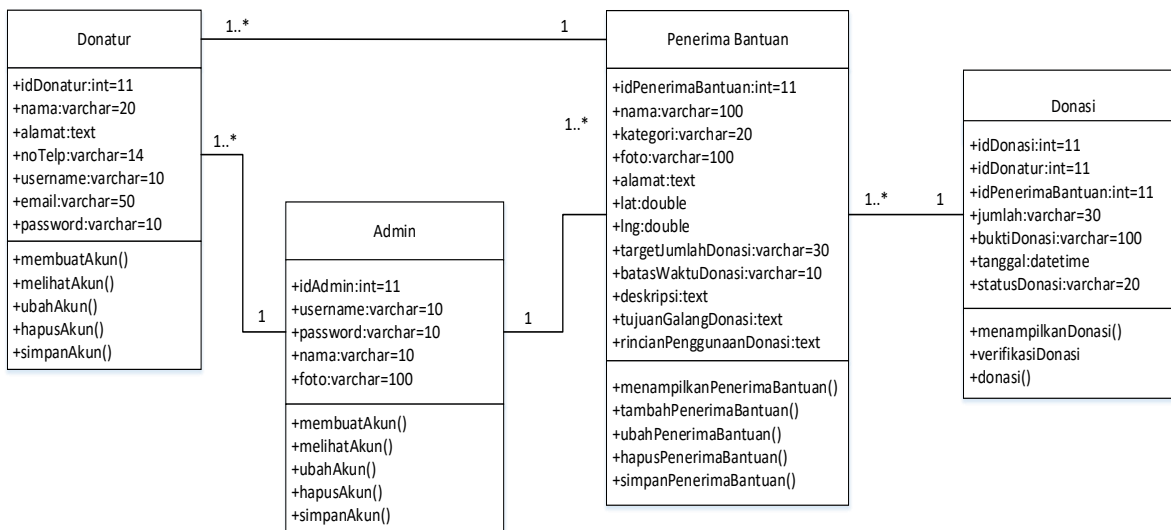 Donatur
+idDonatur:int=11
+nama:varchar=20
+alamat:text
+noTelp:varchar=14
+username:varchar=10
+email:varchar=50
+password:varchar=10
+membuatAkun()
+melihatAkun()
+ubahAkun()
+hapusAkun()
+simpanAkun()
1..*
1
1..*
1
Admin
+idAdmin:int=11
+username:varchar=10
+password:varchar=10
+nama:varchar=10
+foto:varchar=100
+membuatAkun()
+melihatAkun()
+ubahAkun()
+hapusAkun()
+simpanAkun()
1..*
1
Penerima Bantuan
+idPenerimaBantuan:int=11
+nama:varchar=100
+kategori:varchar=20
+foto:varchar=100
+alamat:text
+lat:double
+lng:double
+targetJumlahDonasi:varchar=30
+batasWaktuDonasi:varchar=10
+deskripsi:text
+tujuanGalangDonasi:text
+rincianPenggunaanDonasi:text
+menampilkanPenerimaBantuan()
+tambahPenerimaBantuan()
+ubahPenerimaBantuan()
+hapusPenerimaBantuan()
+simpanPenerimaBantuan()
1..*
1
Donasi
+idDonasi:int=11
+idDonatur:int=11
+idPenerimaBantuan:int=11
+jumlah:varchar=30
+buktiDonasi:varchar=100
+tanggal:datetime
+statusDonasi:varchar=20
+menampilkanDonasi()
+verifikasiDonasi
+donasi()